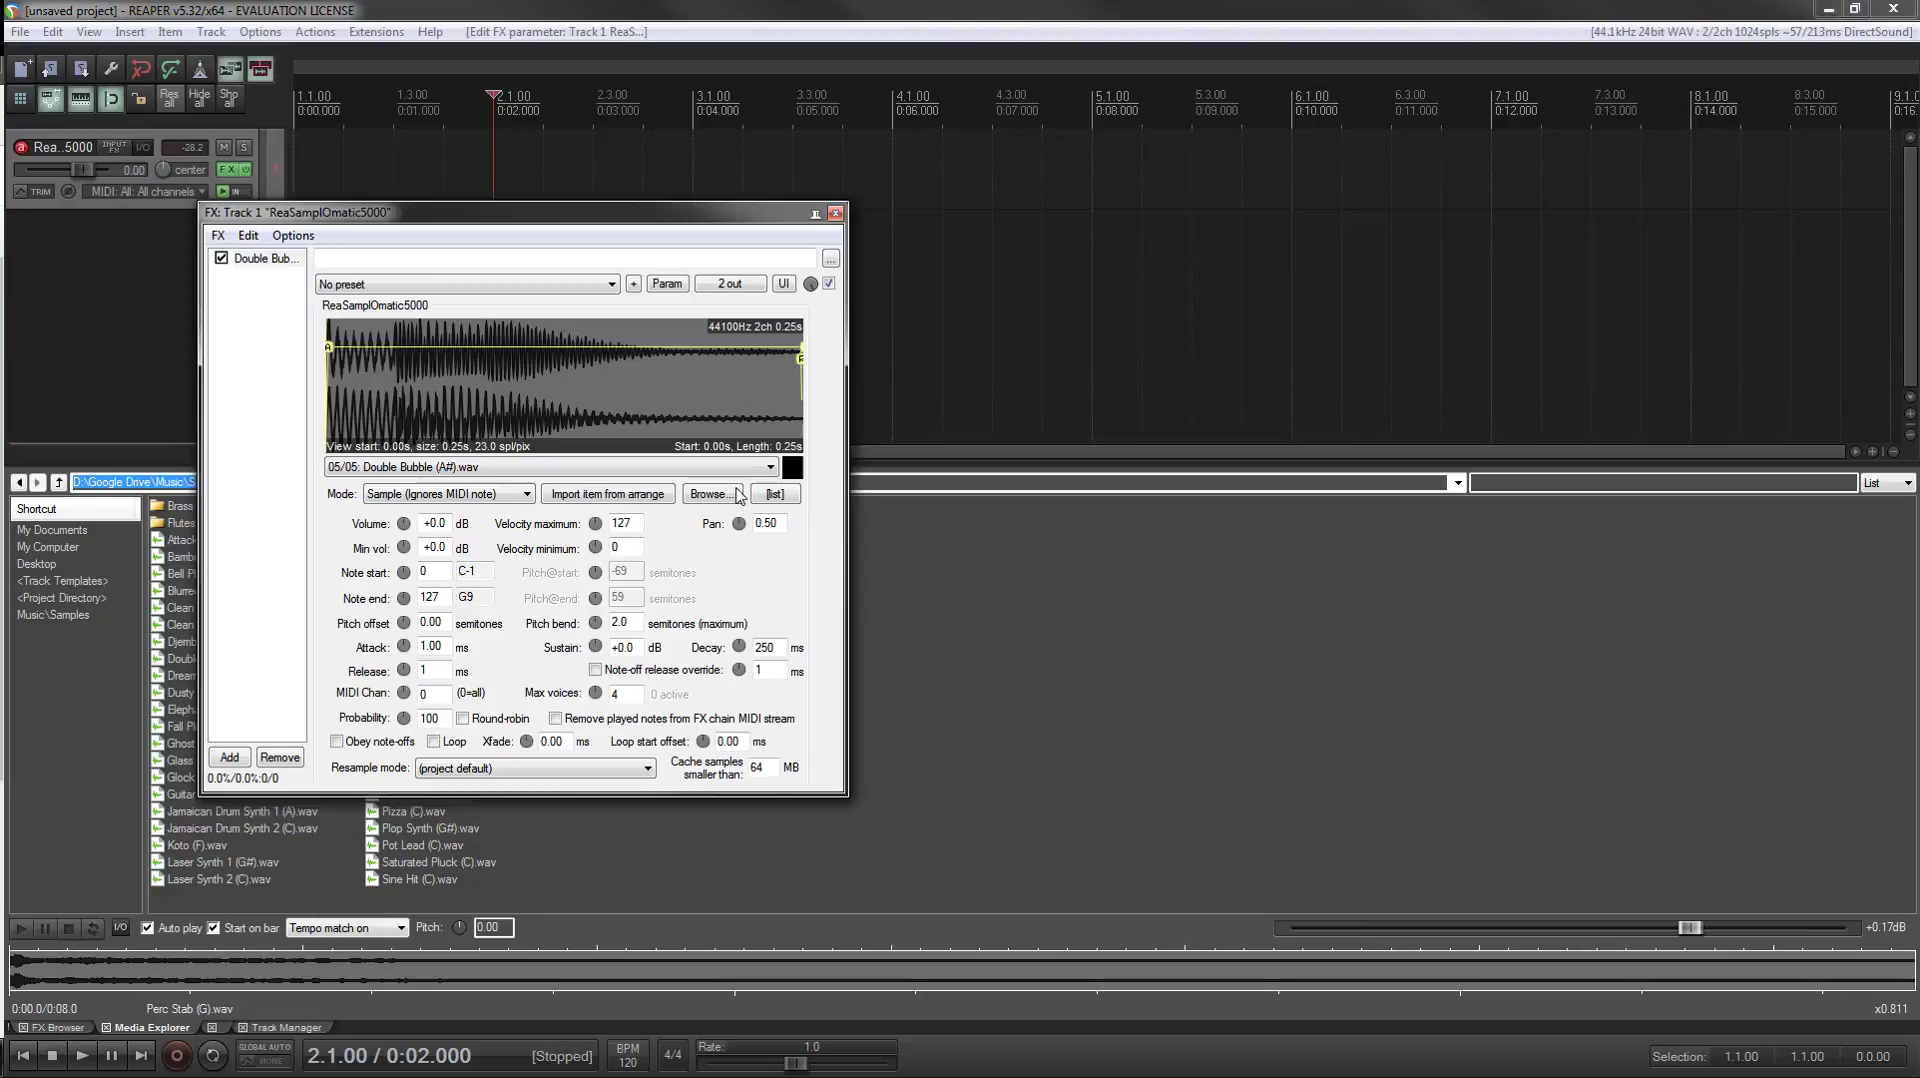 [unsaved project] - REAPER v5.32/x64 - EVALUATION LICENSE
File Edit View Insert Item Track Options Actions Extensions Help [Edit FX parameter: Track 1 ReaS...] [44.1kHz 24bit WAV : 2/2ch 1024spls ~57/213ms DirectSound]
Res all Hide all Sho all
1.1.00 1.3.00 2.1.00 2.3.00 3.1.00 3.3.00 4.1.00 4.3.00 5.1.00 5.3.00 6.1.00 6.3.00 7.1.00 7.3.00 8.1.00 8.3.00 9.1.0
0:00.000 0:01.000 0:02.000 0:03.000 0:04.000 0:05.000 0:06.000 0:07.000 0:08.000 0:09.000 0:10.000 0:11.000 0:12.000 0:13.000 0:14.000 0:15.000 0:16.
Rea..5000 INPUT FX I/O -28.2 M S
0.00 center FX
TRIM MIDI: All: All channels IN
1
FX: Track 1 "ReaSamplOmatic5000"
FX Edit Options
Double Bub... ...
No preset + Param 2 out UI
ReaSamplOmatic5000
44100Hz 2ch 0.25s
A
View start: 0.00s, size: 0.25s, 23.0 spl/pix Start: 0.00s, Length: 0.25s
05/05: Double Bubble (A#).wav
Mode: Sample (Ignores MIDI note) Import item from arrange Browse... [list]
Volume: +0.0 dB Velocity maximum: 127 Pan: 0.50
Min vol: +0.0 dB Velocity minimum: 0
Note start: 0 C-1 Pitch@start: -69 semitones
Note end: 127 G9 Pitch@end: 59 semitones
Pitch offset 0.00 semitones Pitch bend: 2.0 semitones (maximum)
Attack: 1.00 ms Sustain: +0.0 dB Decay: 250 ms
Release: 1 ms Note-off release override: 1 ms
MIDI Chan: 0 (0=all) Max voices: 4 0 active
Probability: 100 Round-robin Remove played notes from FX chain MIDI stream
Obey note-offs Loop Xfade: 0.00 ms Loop start offset: 0.00 ms
Resample mode: (project default) Cache samples smaller than: 64 MB
Add Remove
0.0%/0.0%:0/0
D:\Google Drive\Music\S List
Shortcut
My Documents
My Computer
Desktop
<Track Templates>
<Project Directory>
Music\Samples
Brass
Flutes
Attac
Bambo
Bell Pl
Blurred
Clean
Clean
Djemb
Doubl
Dream
Dusty
Elepha
Fall Pl
Ghost
Glass
Glock
Guitar
Jamaican Drum Synth 1 (A).wav
Jamaican Drum Synth 2 (C).wav
Koto (F).wav
Laser Synth 1 (G#).wav
Laser Synth 2 (C).wav
Pizza (C).wav
Plop Synth (G#).wav
Pot Lead (C).wav
Saturated Pluck (C).wav
Sine Hit (C).wav
I/O Auto play Start on bar Tempo match on Pitch: 0.00 +0.17dB
0:00.0/0:08.0 Perc Stab (G).wav x0.811
FX Browser Media Explorer Track Manager
GLOBAL AUTO NONE 2.1.00 / 0:02.000 [Stopped] BPM 120 4/4 Rate: 1.0 Selection: 1.1.00 1.1.00 0.0.00